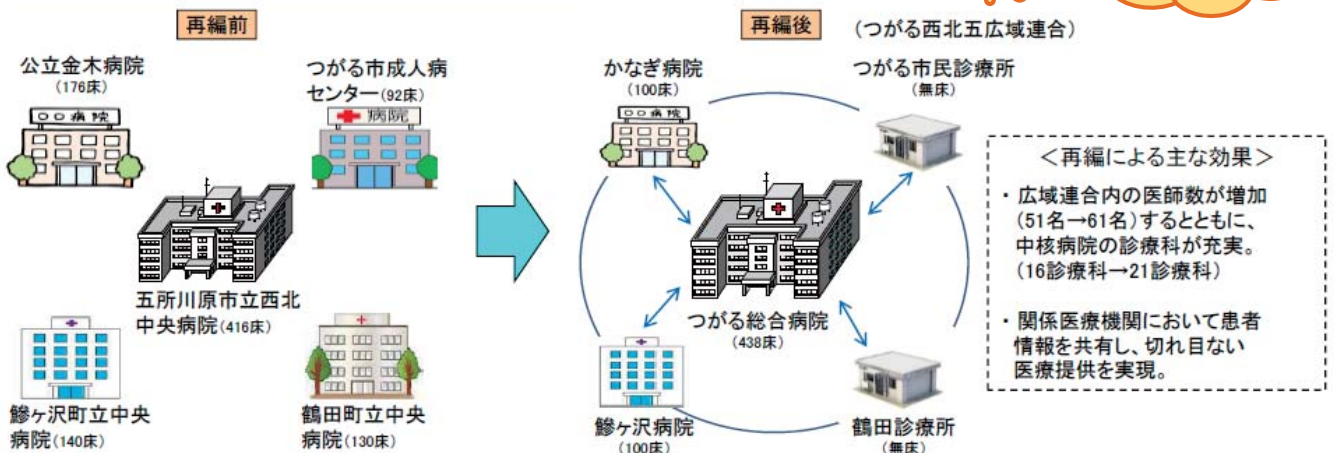 再編前
公立金木病院
(176床)
つがる市成人病
センター(92床)
□□病院
病院
五所川原市立西北
中央病院(416床)
鰺ヶ沢町立中央
病院(140床)
鶴田町立中央
病院(130床)
再編後
(つがる西北五広域連合)
かなぎ病院
(100床)
つがる市民診療所
(無床)
□□病院
つがる総合病院
(438床)
鰺ヶ沢病院
(100床)
鶴田診療所
(無床)
＜再編による主な効果＞
・広域連合内の医師数が増加
(51名→61名)するとともに、
中核病院の診療科が充実。
(16診療科→21診療科)
・関係医療機関において患者
情報を共有し、切れ目ない
医療提供を実現。